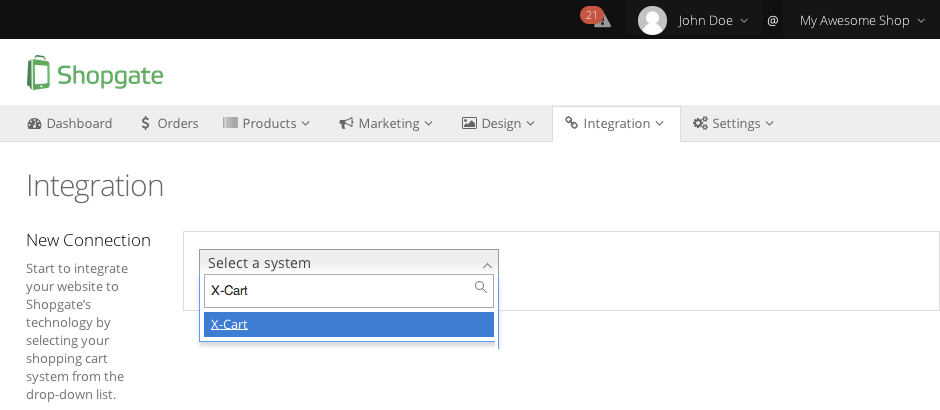 21 John Doe @ My Awesome Shop
Shopgate
Dashboard $ Orders Products Marketing Design Integration Settings
Integration
New Connection
Start to integrate
your website to
Shopgate's
technology by
selecting your
shopping cart
system from the
drop-down list.
Select a system
X-Cart
X-Cart